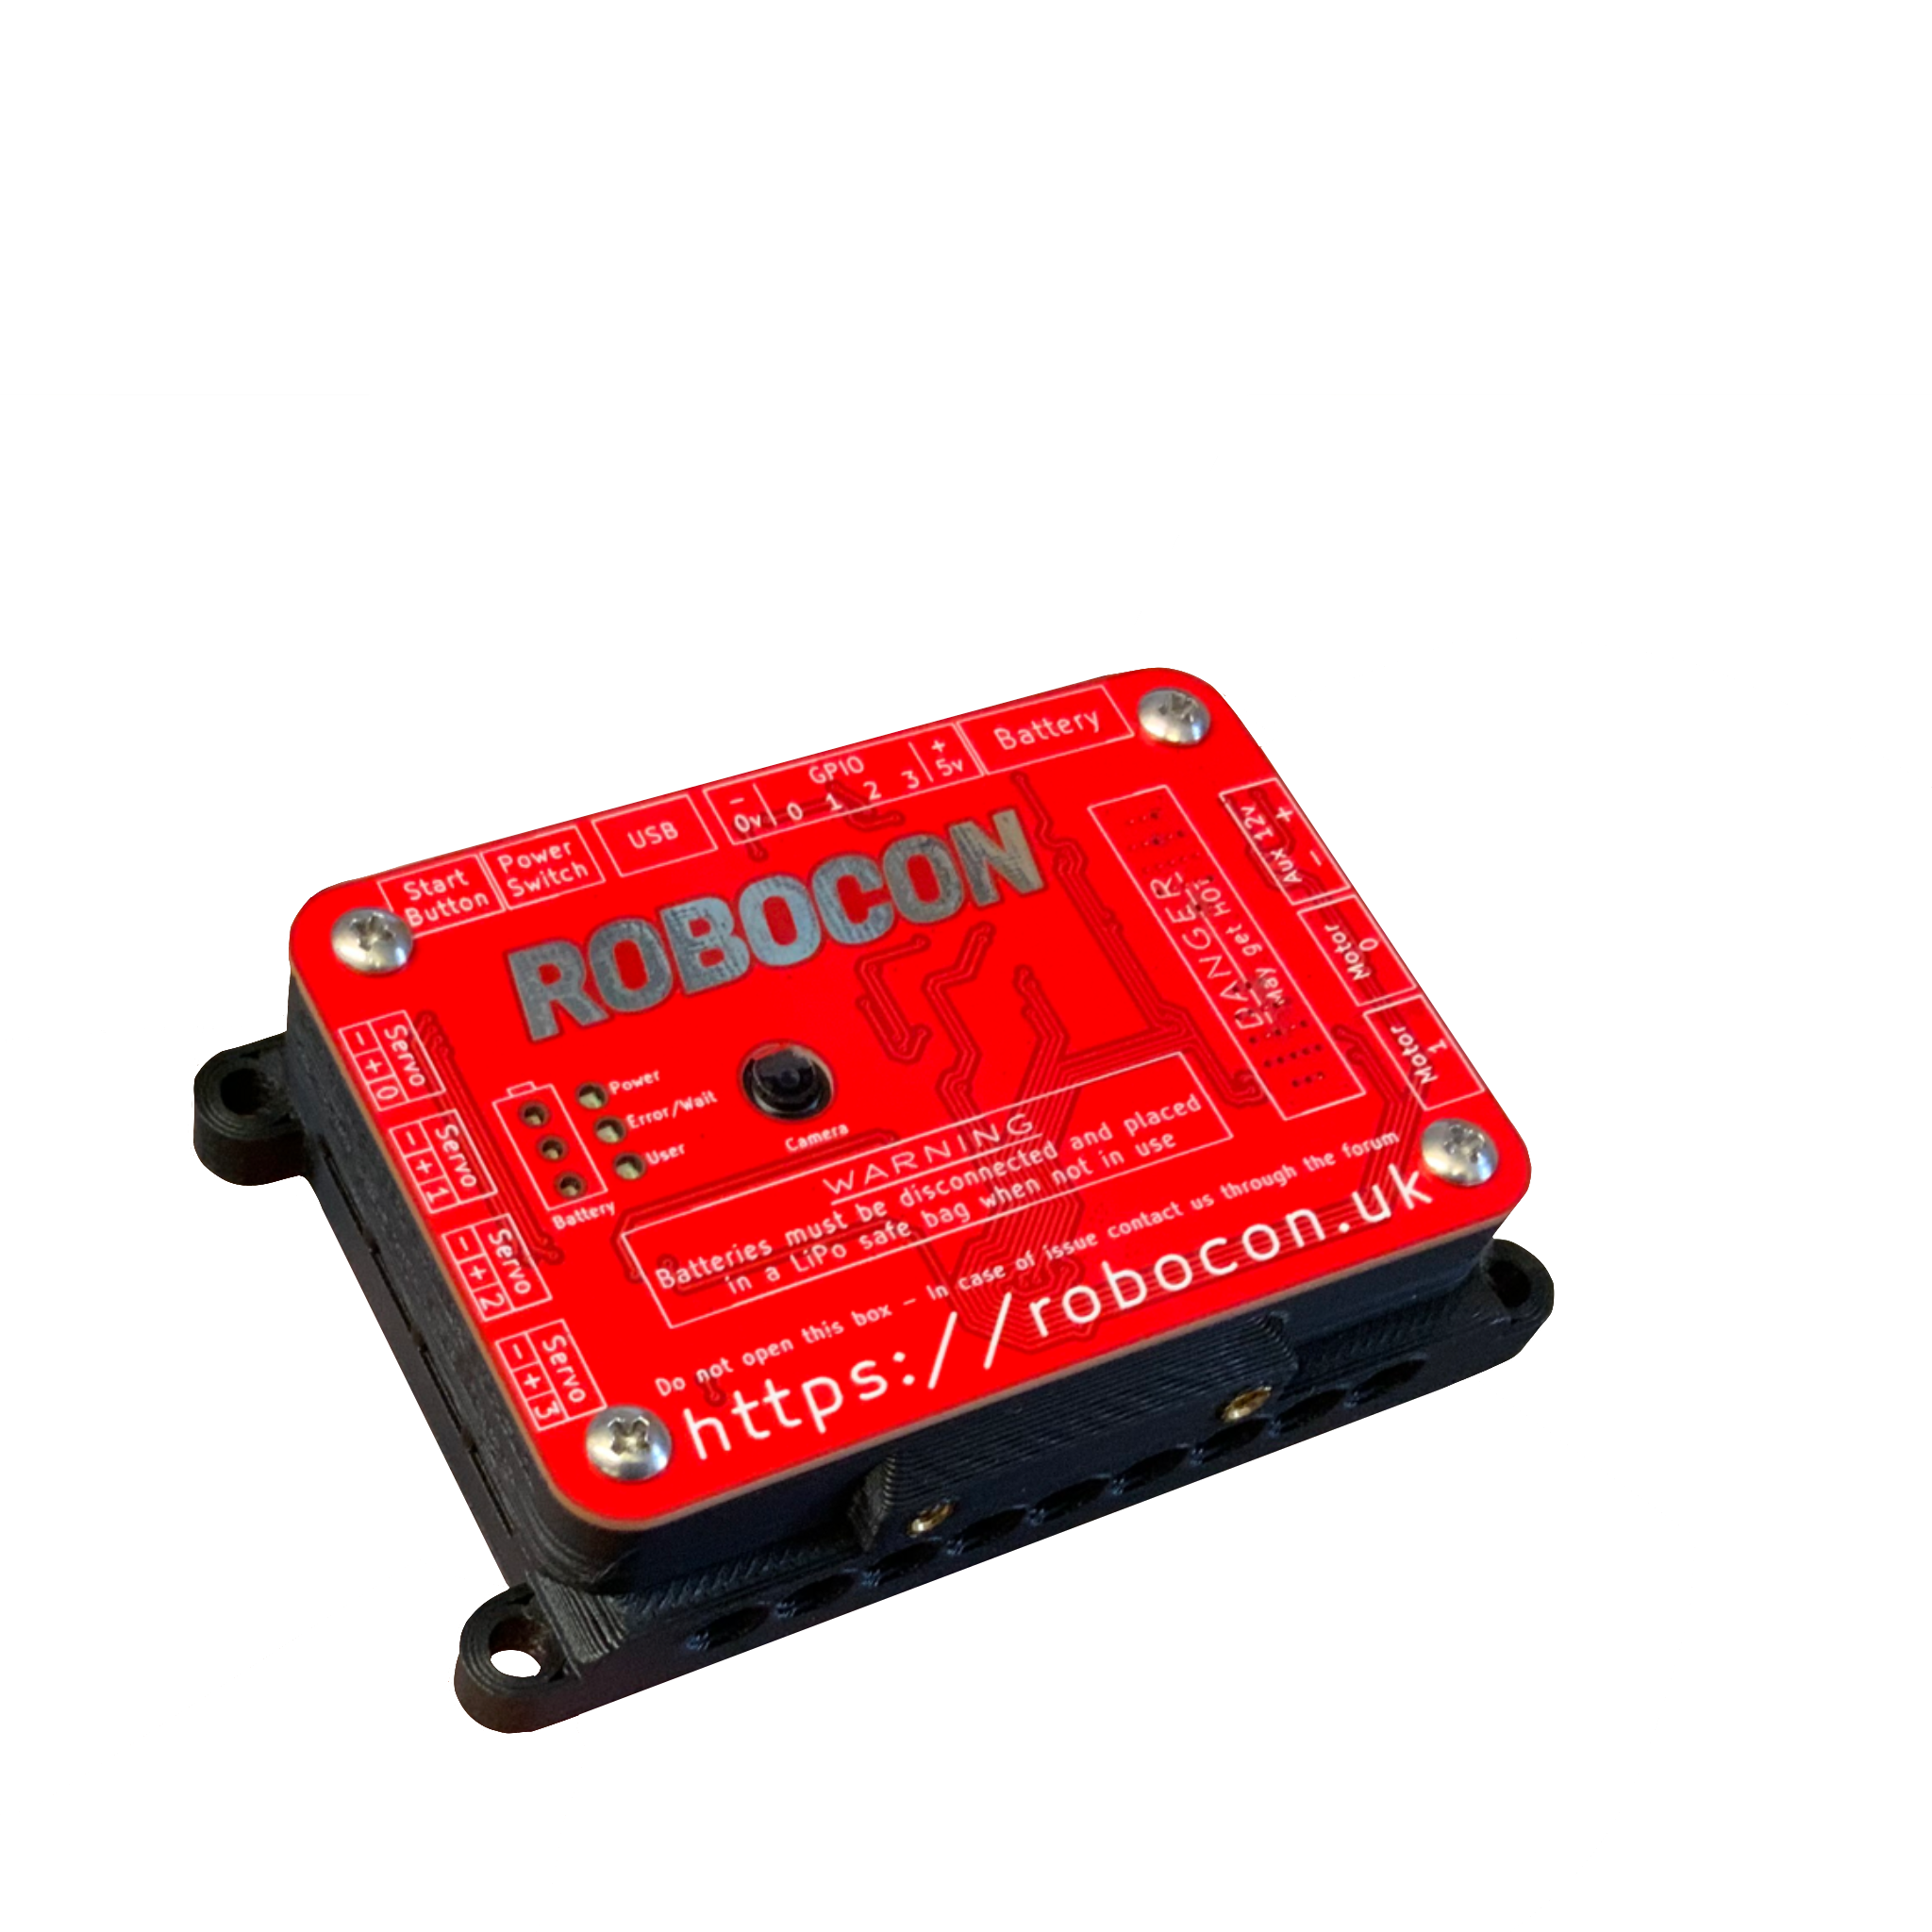 Start
Button
Power
Switch
USB
GPIO
- 0v 0 1 2 3 + 5v
Battery
ROBOCON
DANGER
May get HOT
Aux 12v
+ -
Motor
0
Motor
1
Servo
- + 0
Servo
- + 1
Servo
- + 2
Servo
- + 3
Power
Error/Wait
User
Battery
Camera
WARNING
Batteries must be disconnected and placed
in a LiPo safe bag when not in use
Do not open this box - In case of issue contact us through the forum
https://robocon.uk